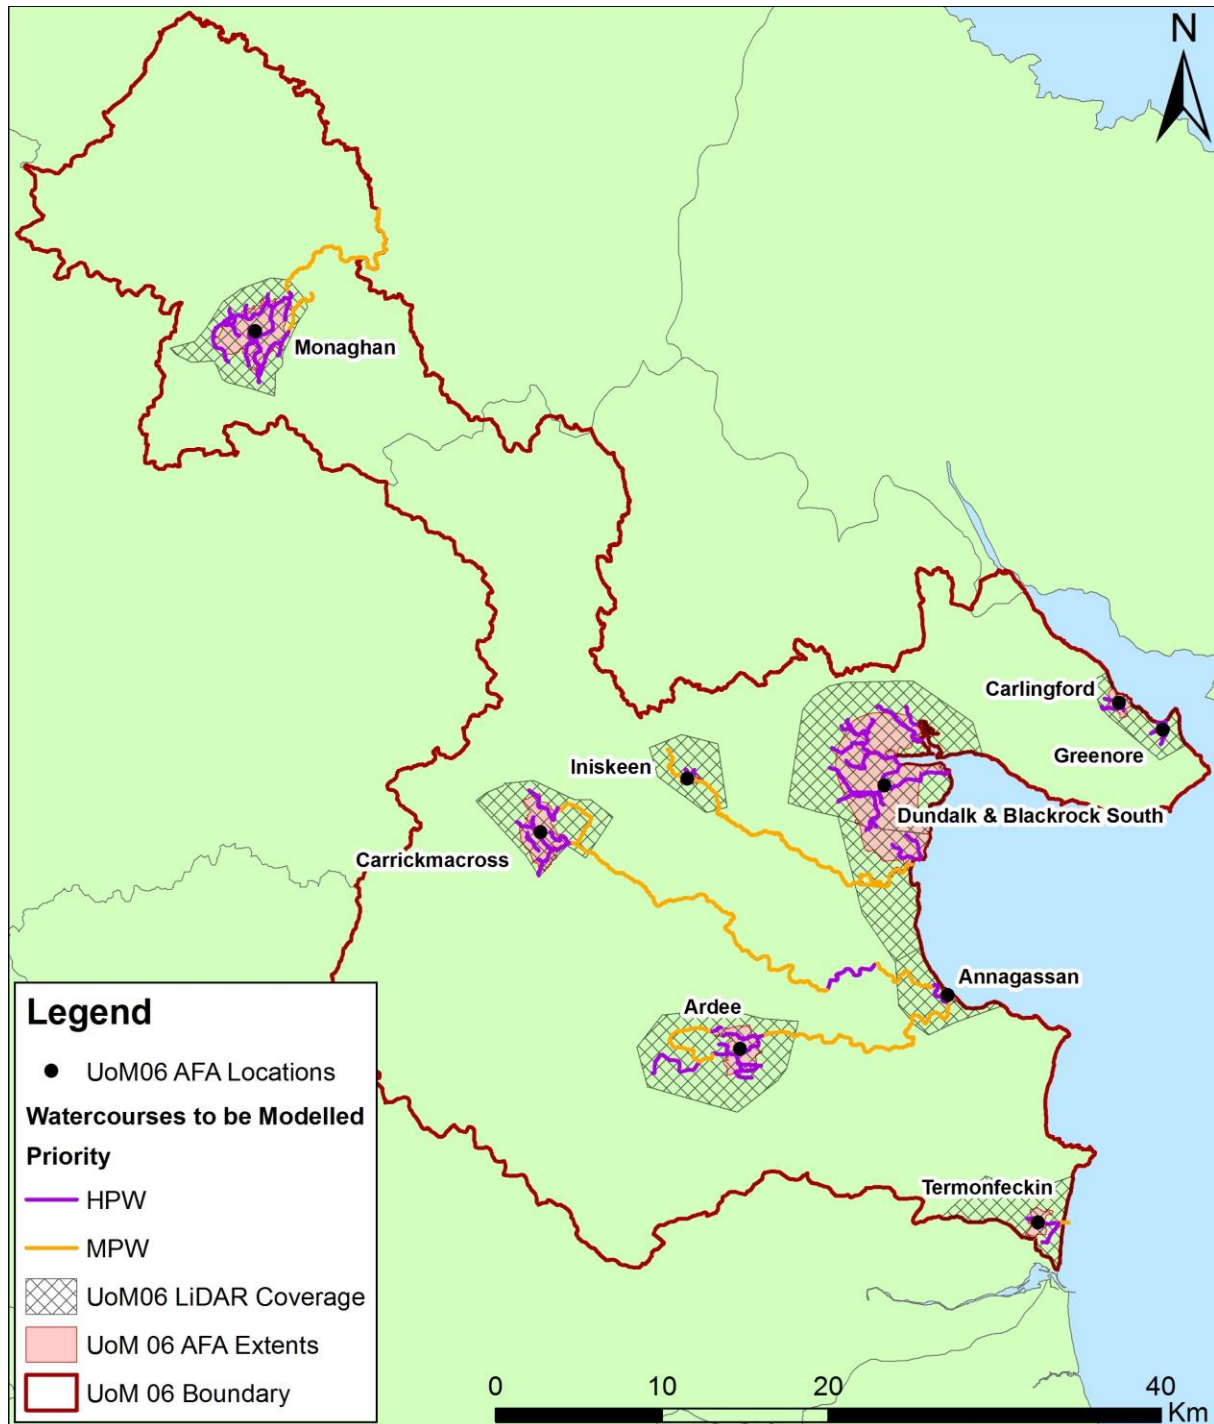 N
Monaghan
Carlingford
Greenore
Iniskeen
Dundalk & Blackrock South
Carrickmacross
Annagassan
Ardee
Termonfeckin
Legend
UoM06 AFA Locations
Watercourses to be Modelled
Priority
HPW
MPW
UoM06 LiDAR Coverage
UoM 06 AFA Extents
UoM 06 Boundary
0 10 20 40
Km